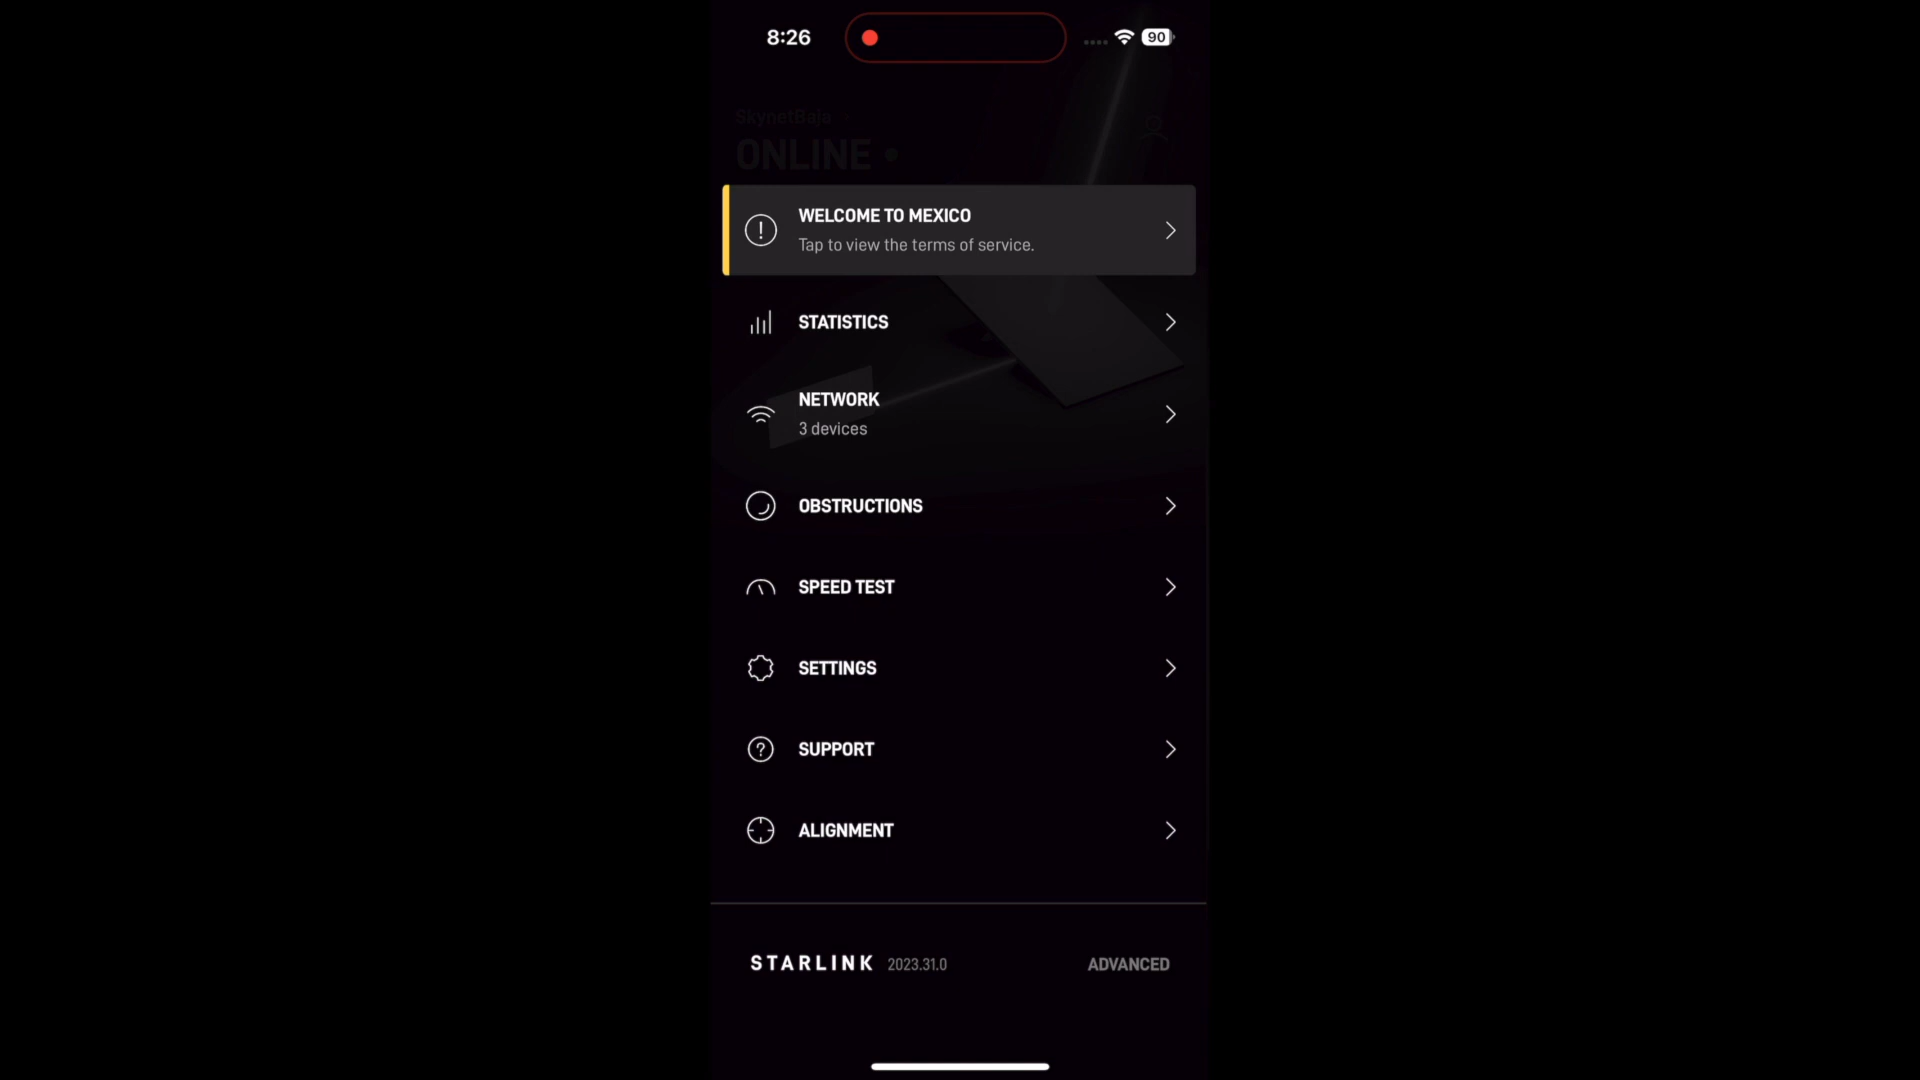 8:26
90
SkynetBaja
ONLINE
WELCOME TO MEXICO
Tap to view the terms of service.
STATISTICS
NETWORK
3 devices
OBSTRUCTIONS
SPEED TEST
SETTINGS
SUPPORT
ALIGNMENT
STARLINK 2023.31.0 ADVANCED